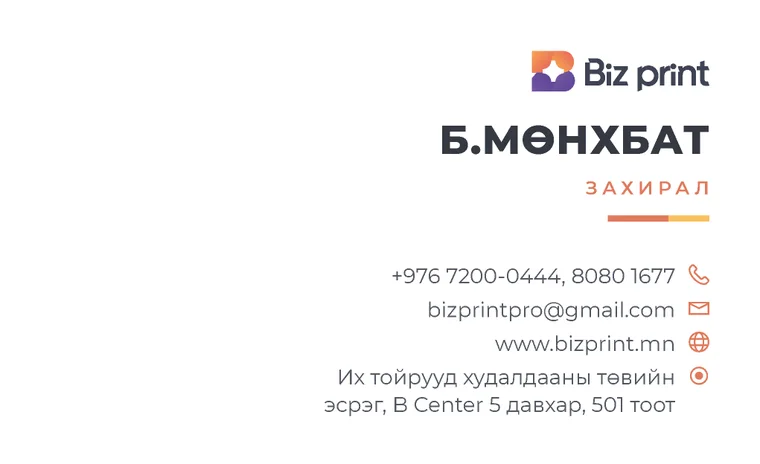 Biz print
Б.МӨНХБАТ
ЗАХИРАЛ
+976 7200-0444, 8080 1677
bizprintpro@gmail.com
www.bizprint.mn
Их тойрууд худалдааны төвийн
эсрэг, B Center 5 давхар, 501 тоот